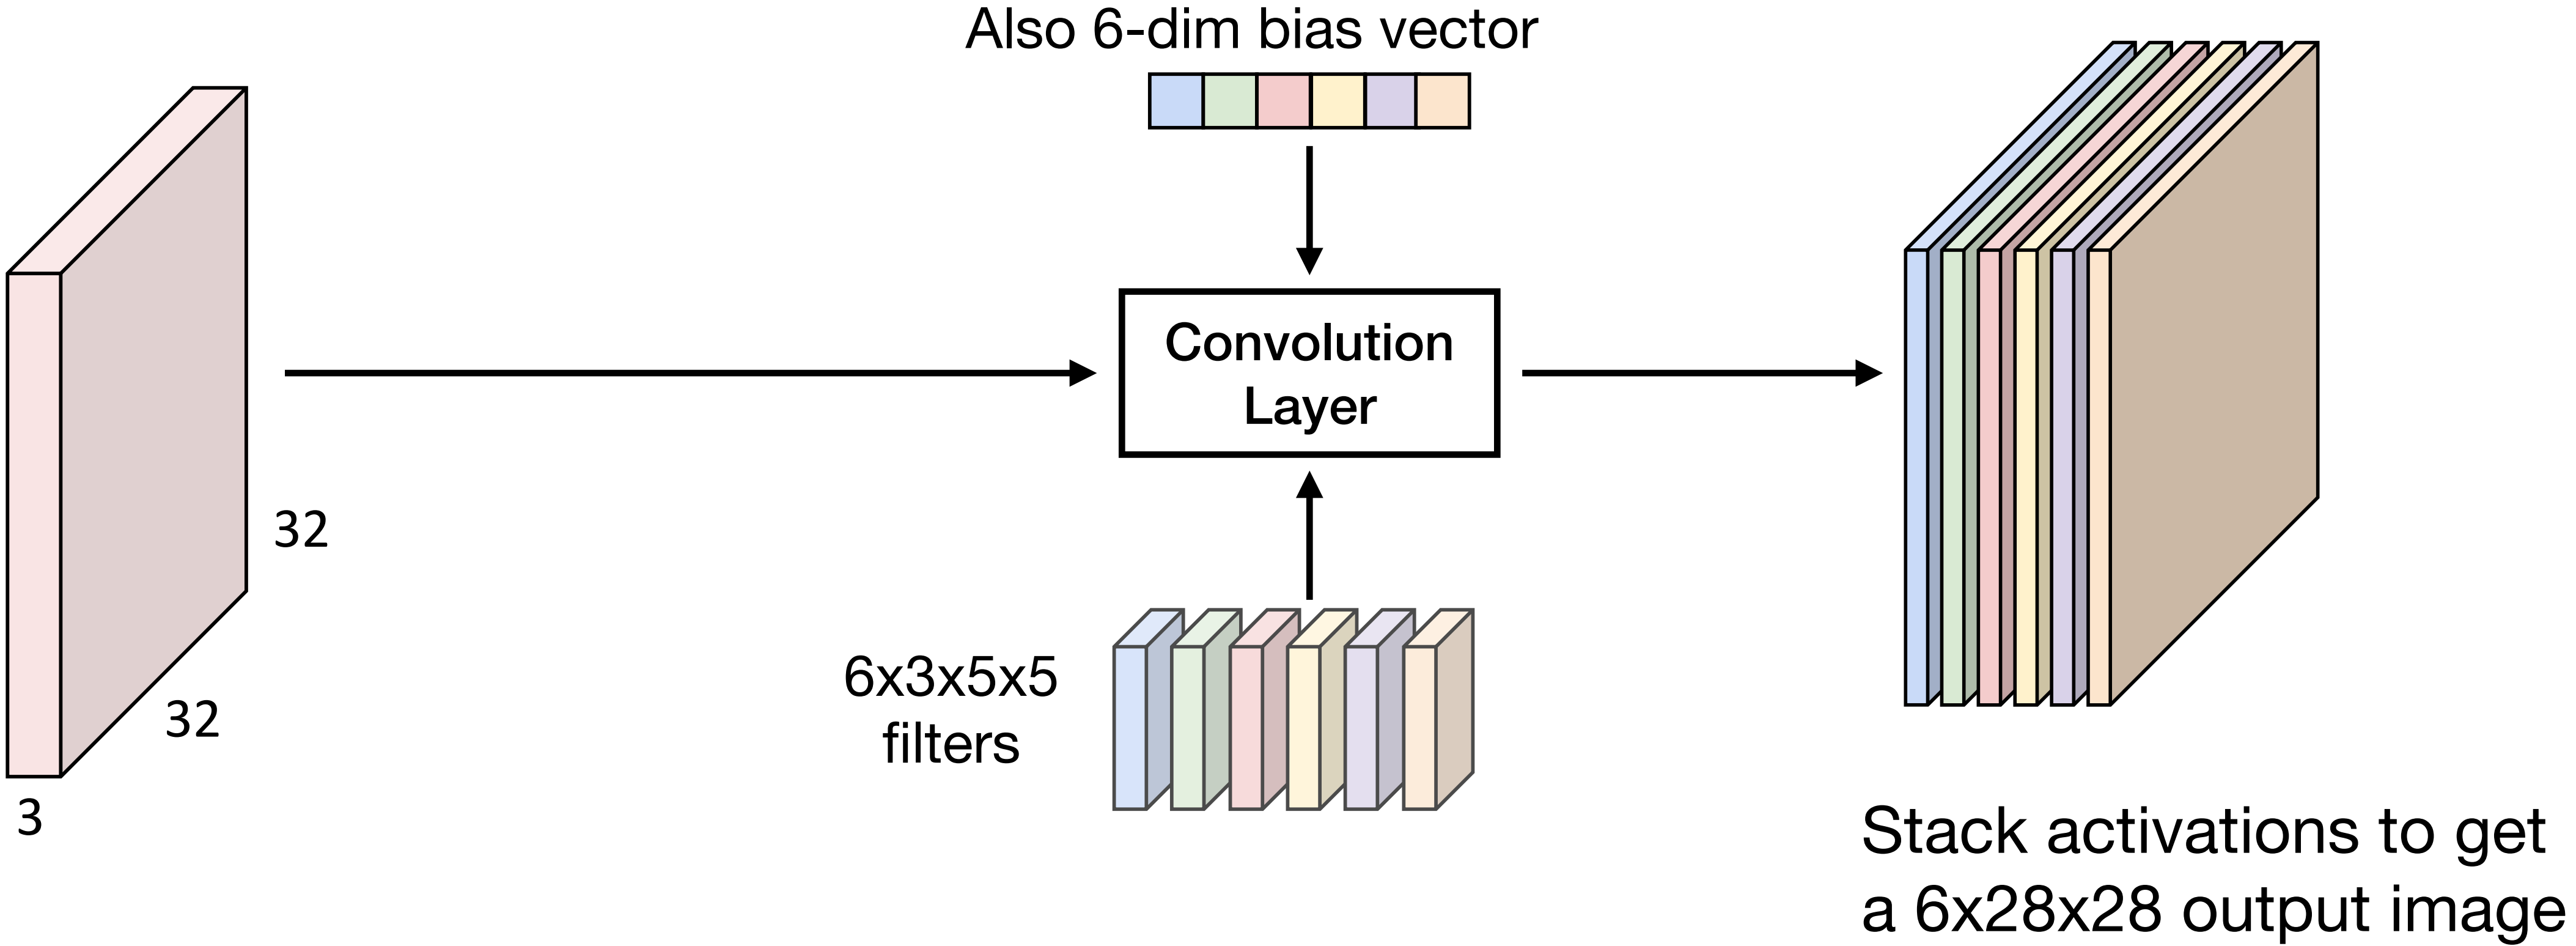 Also 6-dim bias vector
Convolution
Layer
32
32
3
6x3x5x5
filters
Stack activations to get
a 6x28x28 output image